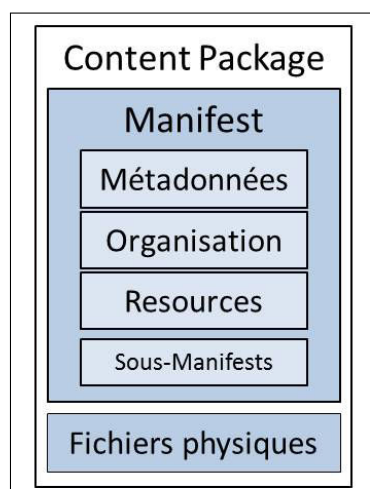 Content Package
Manifest
Métadonnées
Organisation
Resources
Sous-Manifests
Fichiers physiques